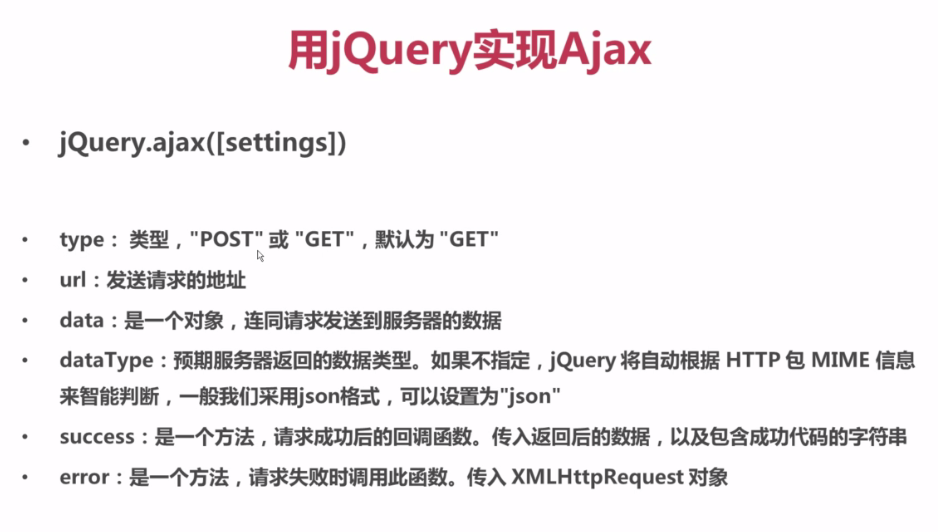 用jQuery实现Ajax
• jQuery.ajax([settings])
• type： 类型，"POST" 或 "GET"，默认为 "GET"
• url：发送请求的地址
• data：是一个对象，连同请求发送到服务器的数据
• dataType：预期服务器返回的数据类型。如果不指定，jQuery 将自动根据 HTTP 包 MIME 信息
来智能判断，一般我们采用json格式，可以设置为"json"
• success：是一个方法，请求成功后的回调函数。传入返回后的数据，以及包含成功代码的字符串
• error：是一个方法，请求失败时调用此函数。传入 XMLHttpRequest 对象